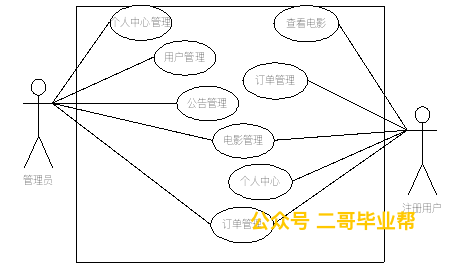 个人中心管理
查看电影
用户管理
订单管理
公告管理
电影管理
个人中心
订单管理
管理员
注册用户
公众号 二哥毕业帮